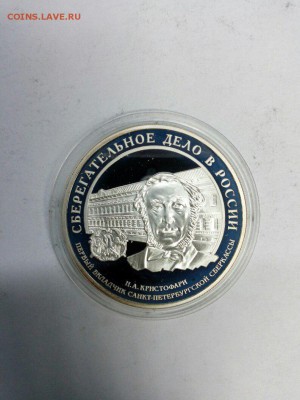 COINS.LAVE.RU
СБЕРЕГАТЕЛЬНОЕ ДЕЛО В РОССИИ
Н.А. КРИСТОФАРИ
ПЕРВЫЙ ВКЛАДЧИК САНКТ-ПЕТЕРБУРГСКОЙ СБЕРКАССЫ